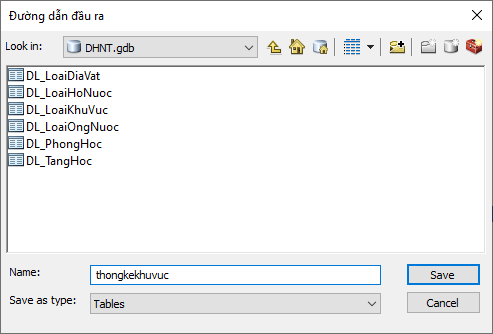 Đường dẫn đầu ra
Look in: DHNT.gdb
DL_LoaiDiaVat
DL_LoaiHoNuoc
DL_LoaiKhuVuc
DL_LoaiOngNuoc
DL_PhongHoc
DL_TangHoc
Name: thongkekhuvuc Save
Save as type: Tables Cancel